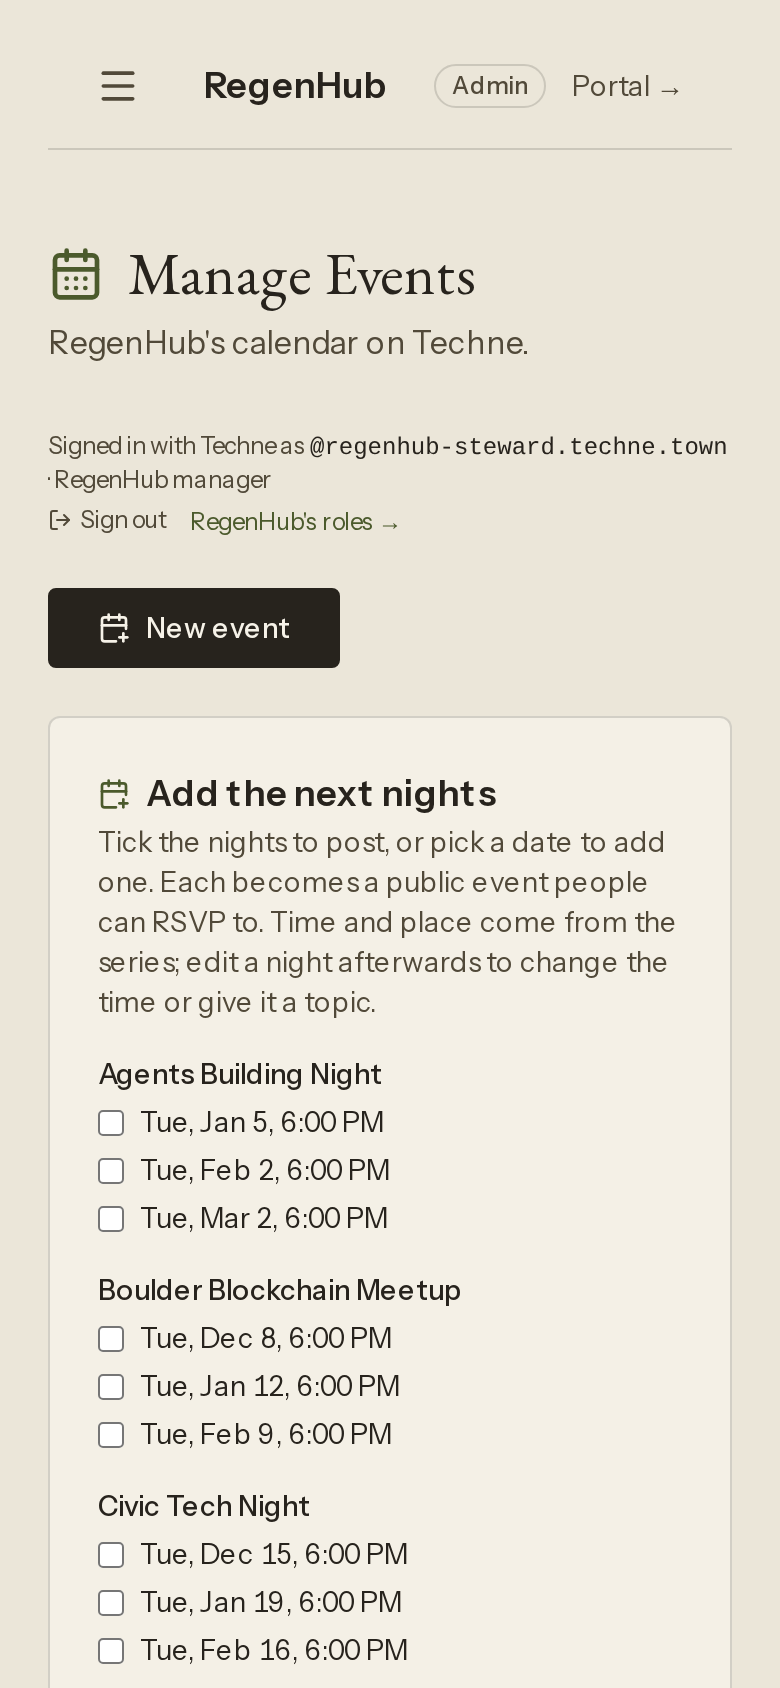 RegenHub
Admin
Portal →
Manage Events
RegenHub's calendar on Techne.
Signed in with Techne as @regenhub-steward.techne.town
· RegenHub manager
Sign out
RegenHub's roles →
New event
Add the next nights
Tick the nights to post, or pick a date to add
one. Each becomes a public event people
can RSVP to. Time and place come from the
series; edit a night afterwards to change the
time or give it a topic.
Agents Building Night
Tue, Jan 5, 6:00 PM
Tue, Feb 2, 6:00 PM
Tue, Mar 2, 6:00 PM
Boulder Blockchain Meetup
Tue, Dec 8, 6:00 PM
Tue, Jan 12, 6:00 PM
Tue, Feb 9, 6:00 PM
Civic Tech Night
Tue, Dec 15, 6:00 PM
Tue, Jan 19, 6:00 PM
Tue, Feb 16, 6:00 PM